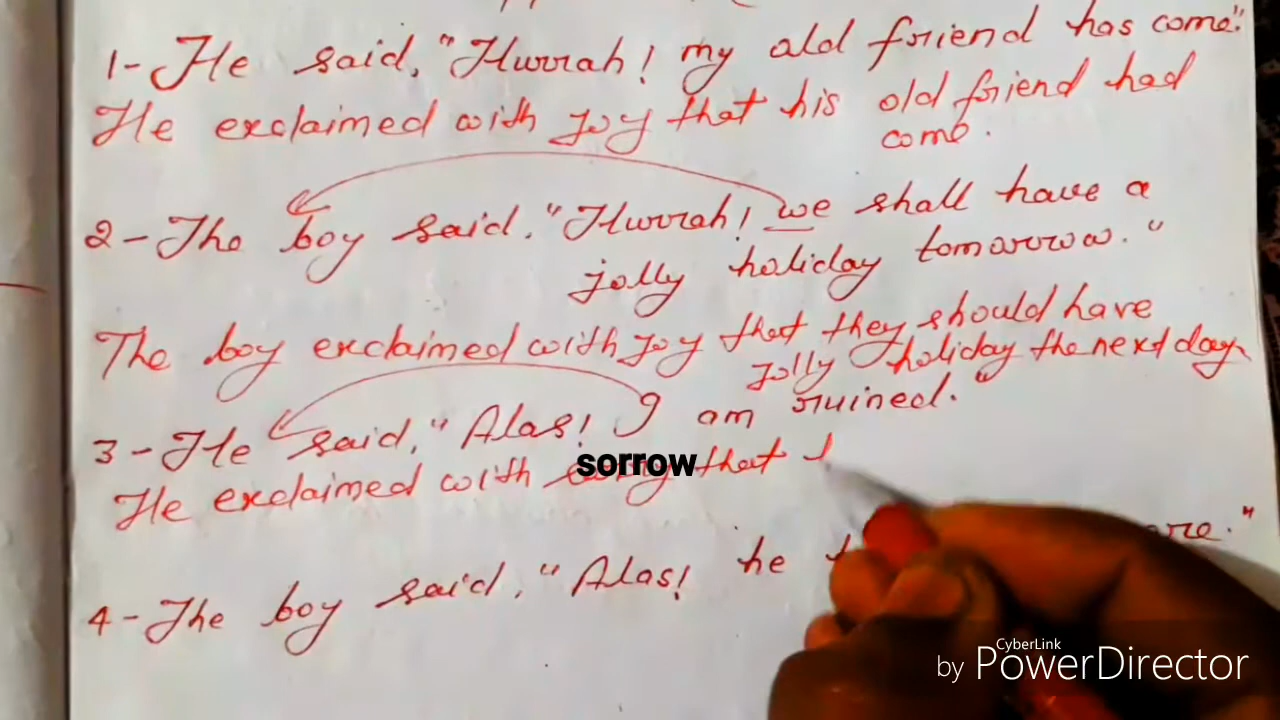 1- He said, "Hurrah! my old friend has come."
He exclaimed with joy that his old friend had
come.
2- The boy said, "Hurrah! we shall have a
jolly holiday tomorrow."
The boy exclaimed with joy that they should have
jolly holiday the next day
3- He said, "Alas! I am ruined."
He exclaimed with sorrow that
4- The boy said, "Alas! he
CyberLink
by PowerDirector